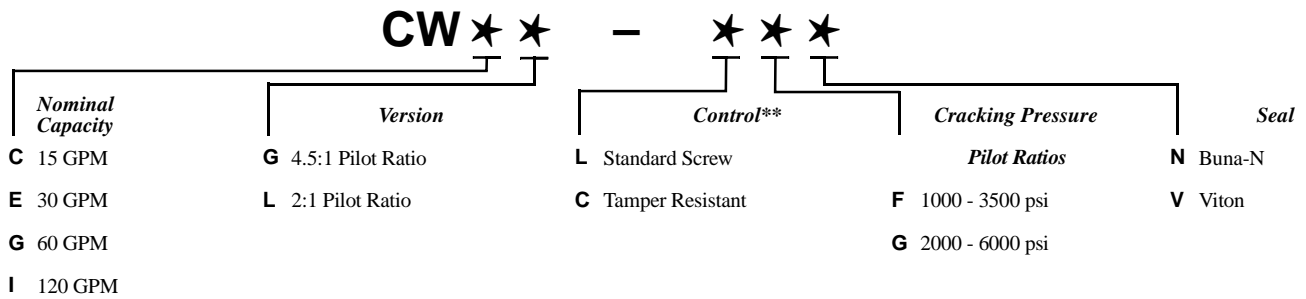 CW★★ – ★★★
Nominal Capacity
C 15 GPM
E 30 GPM
G 60 GPM
I 120 GPM
Version
G 4.5:1 Pilot Ratio
L 2:1 Pilot Ratio
Control**
L Standard Screw
C Tamper Resistant
Cracking Pressure
Pilot Ratios
F 1000 - 3500 psi
G 2000 - 6000 psi
Seal
N Buna-N
V Viton